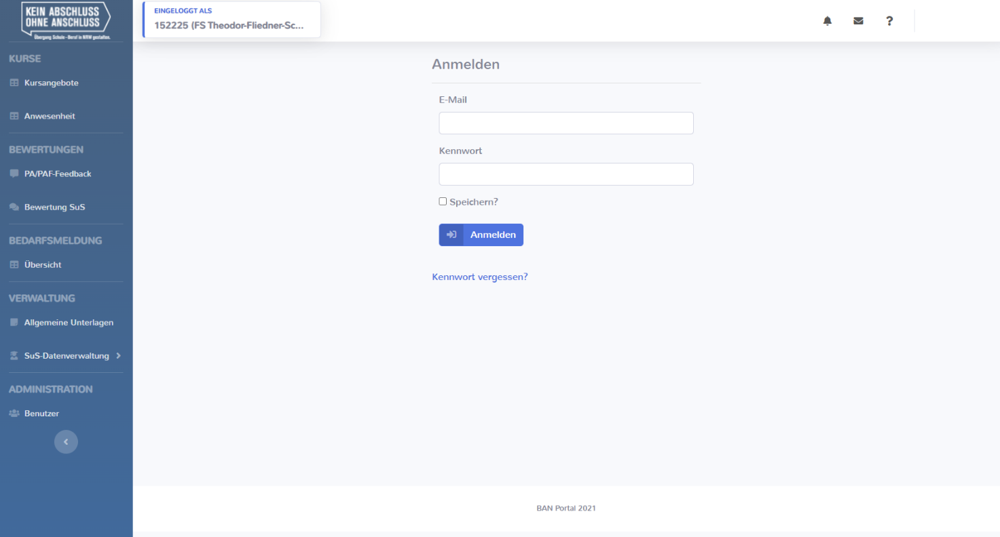 KEIN ABSCHLUSS
OHNE ANSCHLUSS
Übergang Schule - Beruf in NRW gestalten.
KURSE
Kursangebote
Anwesenheit
BEWERTUNGEN
PA/PAF-Feedback
Bewertung SuS
BEDARFSMELDUNG
Übersicht
VERWALTUNG
Allgemeine Unterlagen
SuS-Datenverwaltung
ADMINISTRATION
Benutzer
EINGELOGGT ALS
152225 (FS Theodor-Fliedner-Sc...
Anmelden
E-Mail
Kennwort
Speichern?
Anmelden
Kennwort vergessen?
BAN Portal 2021